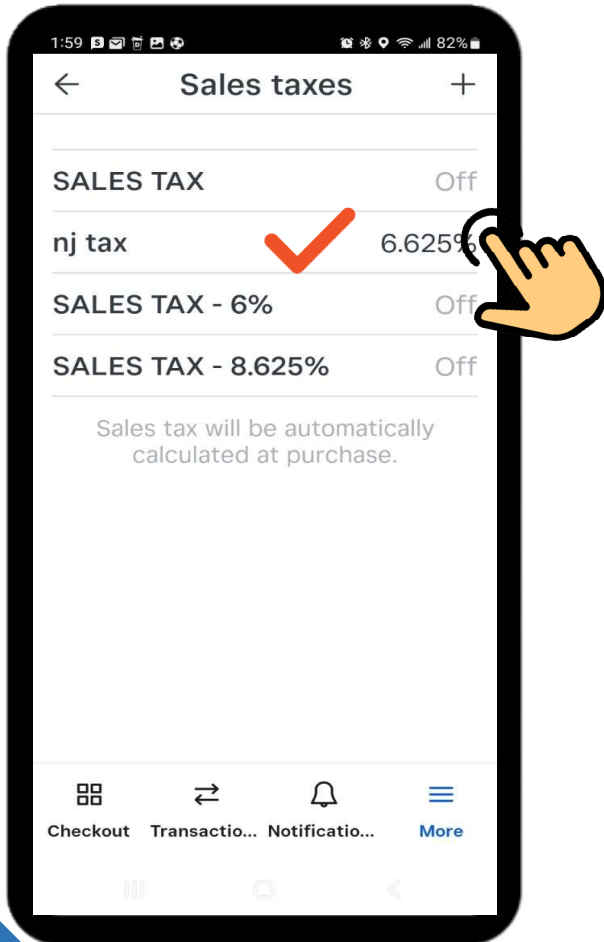 1:59 82%
Sales taxes
SALES TAX Off
nj tax 6.625%
SALES TAX - 6% Off
SALES TAX - 8.625% Off
Sales tax will be automatically
calculated at purchase.
Checkout Transactio... Notificatio... More